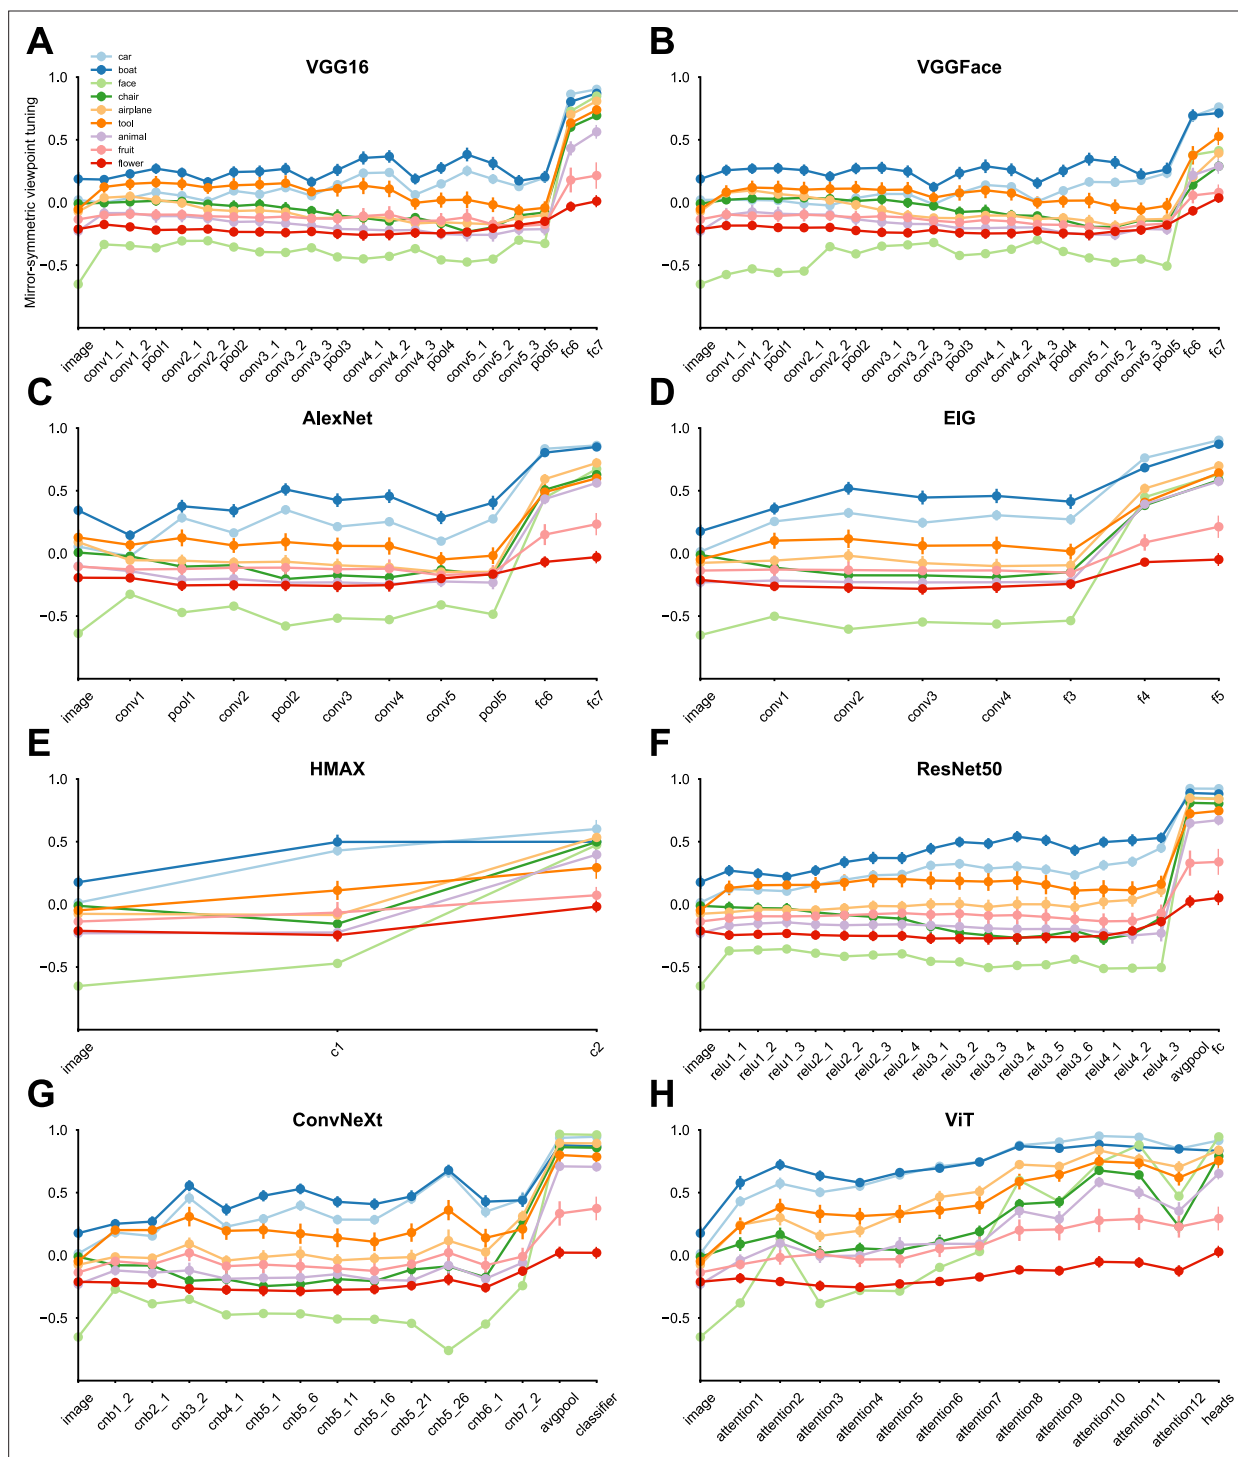 A
VGG16
car
boat
face
chair
airplane
tool
animal
fruit
flower
Mirror-symmetric viewpoint tuning
1.0
0.5
0.0
−0.5
image
conv1_1
conv1_2
pool1
conv2_1
conv2_2
pool2
conv3_1
conv3_2
conv3_3
pool3
conv4_1
conv4_2
conv4_3
pool4
conv5_1
conv5_2
conv5_3
pool5
fc6
fc7
B
VGGFace
1.0
0.5
0.0
−0.5
image
conv1_1
conv1_2
pool1
conv2_1
conv2_2
pool2
conv3_1
conv3_2
conv3_3
pool3
conv4_1
conv4_2
conv4_3
pool4
conv5_1
conv5_2
conv5_3
pool5
fc6
fc7
C
AlexNet
1.0
0.5
0.0
−0.5
image
conv1
pool1
conv2
pool2
conv3
conv4
conv5
pool5
fc6
fc7
D
EIG
1.0
0.5
0.0
−0.5
image
conv1
conv2
conv3
conv4
f3
f4
f5
E
HMAX
1.0
0.5
0.0
−0.5
image
c1
c2
F
ResNet50
1.0
0.5
0.0
−0.5
image
relu1_1
relu1_2
relu1_3
relu2_1
relu2_2
relu2_3
relu2_4
relu3_1
relu3_2
relu3_3
relu3_4
relu3_5
relu3_6
relu4_1
relu4_2
relu4_3
avgpool
fc
G
ConvNeXt
1.0
0.5
0.0
−0.5
image
cnb1_2
cnb2_1
cnb3_2
cnb4_1
cnb5_1
cnb5_6
cnb5_11
cnb5_16
cnb5_21
cnb5_26
cnb6_1
cnb7_2
avgpool
classifier
H
ViT
1.0
0.5
0.0
−0.5
image
attention1
attention2
attention3
attention4
attention5
attention6
attention7
attention8
attention9
attention10
attention11
attention12
heads